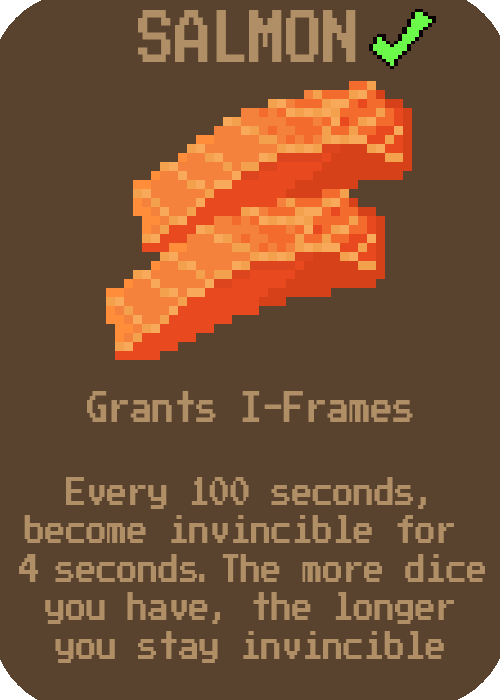 SALMON
Grants I-Frames
Every 100 seconds,
become invincible for
4 seconds. The more dice
you have, the longer
you stay invincible